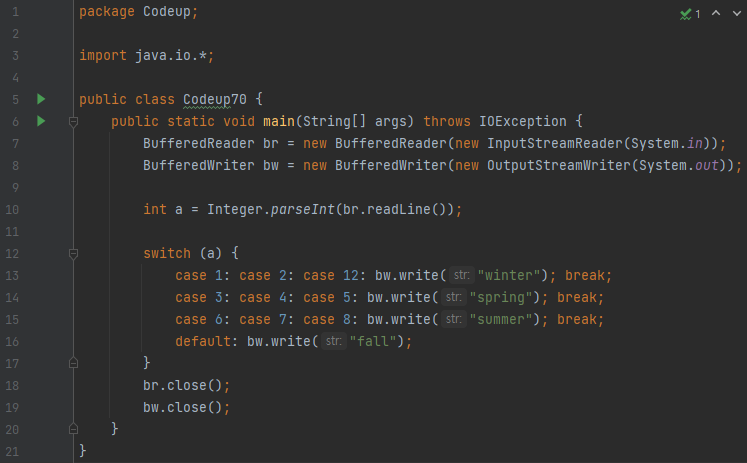 1 package Codeup;
2
3 import java.io.*;
4
5 public class Codeup70 {
6 public static void main(String[] args) throws IOException {
7 BufferedReader br = new BufferedReader(new InputStreamReader(System.in));
8 BufferedWriter bw = new BufferedWriter(new OutputStreamWriter(System.out));
9
10 int a = Integer.parseInt(br.readLine());
11
12 switch (a) {
13 case 1: case 2: case 12: bw.write( str: "winter"); break;
14 case 3: case 4: case 5: bw.write( str: "spring"); break;
15 case 6: case 7: case 8: bw.write( str: "summer"); break;
16 default: bw.write( str: "fall");
17 }
18 br.close();
19 bw.close();
20 }
21 }
1